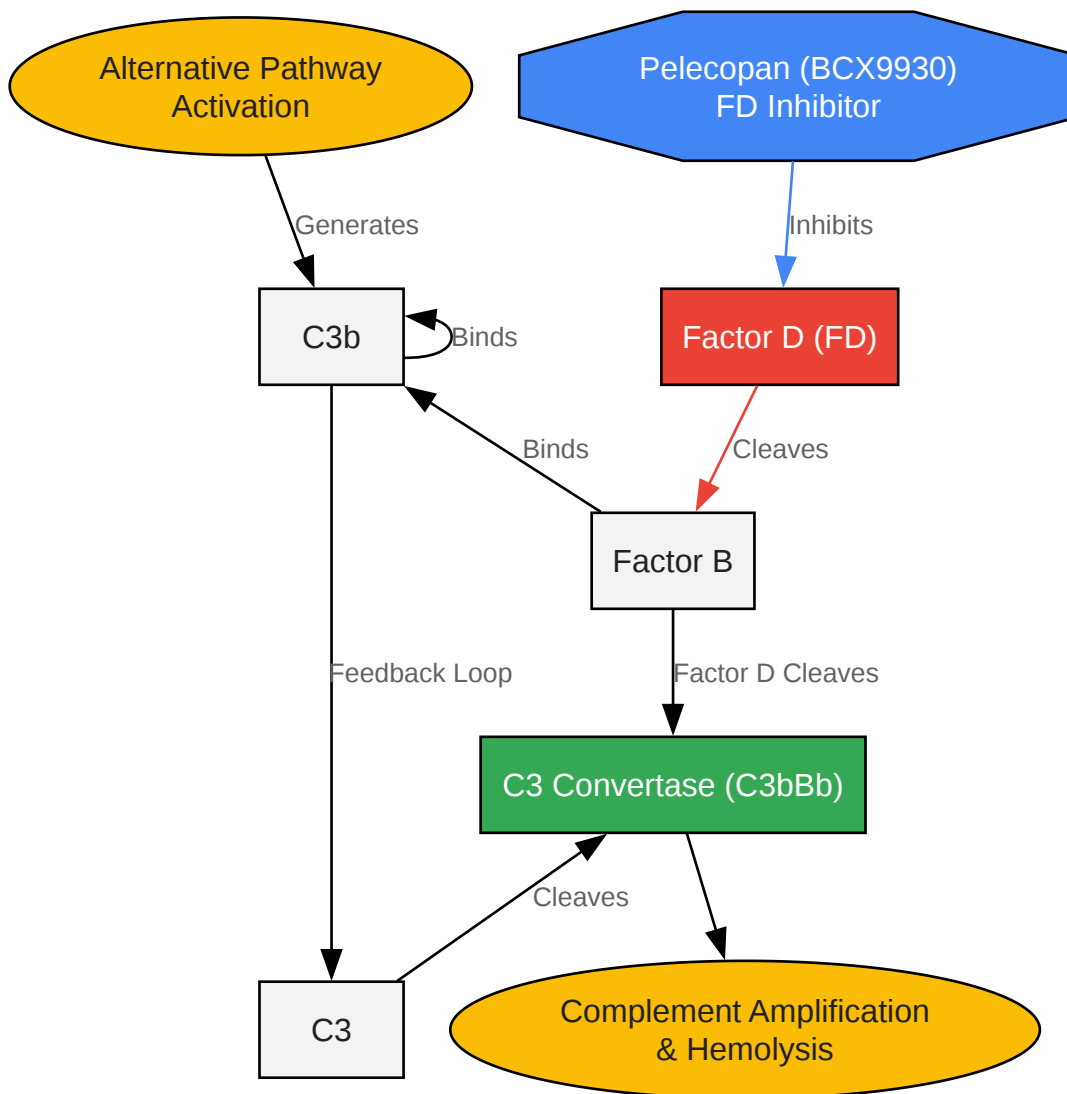 Alternative Pathway
Activation
Pelecopan (BCX9930)
FD Inhibitor
Generates
Inhibits
C3b
Binds
Factor D (FD)
Binds
Cleaves
Factor B
Feedback Loop
Factor D Cleaves
C3 Convertase (C3bBb)
Cleaves
C3
Complement Amplification
& Hemolysis